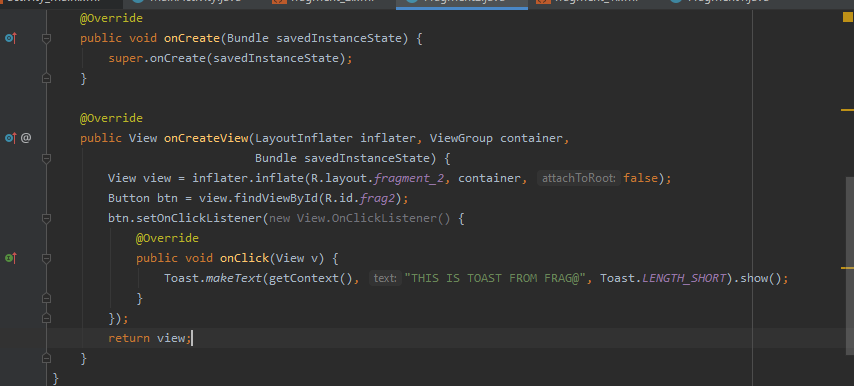 @Override
public void onCreate(Bundle savedInstanceState) {
super.onCreate(savedInstanceState);
}
@Override
@
public View onCreateView(LayoutInflater inflater, ViewGroup container,
Bundle savedInstanceState) {
View view = inflater.inflate(R.layout.fragment_2, container, attachToRoot: false);
Button btn = view.findViewById(R.id.frag2);
btn.setOnClickListener(new View.OnClickListener() {
@Override
public void onClick(View v) {
Toast.makeText(getContext(), text: "THIS IS TOAST FROM FRAG@", Toast.LENGTH_SHORT).show();
}
});
return view;
}
}